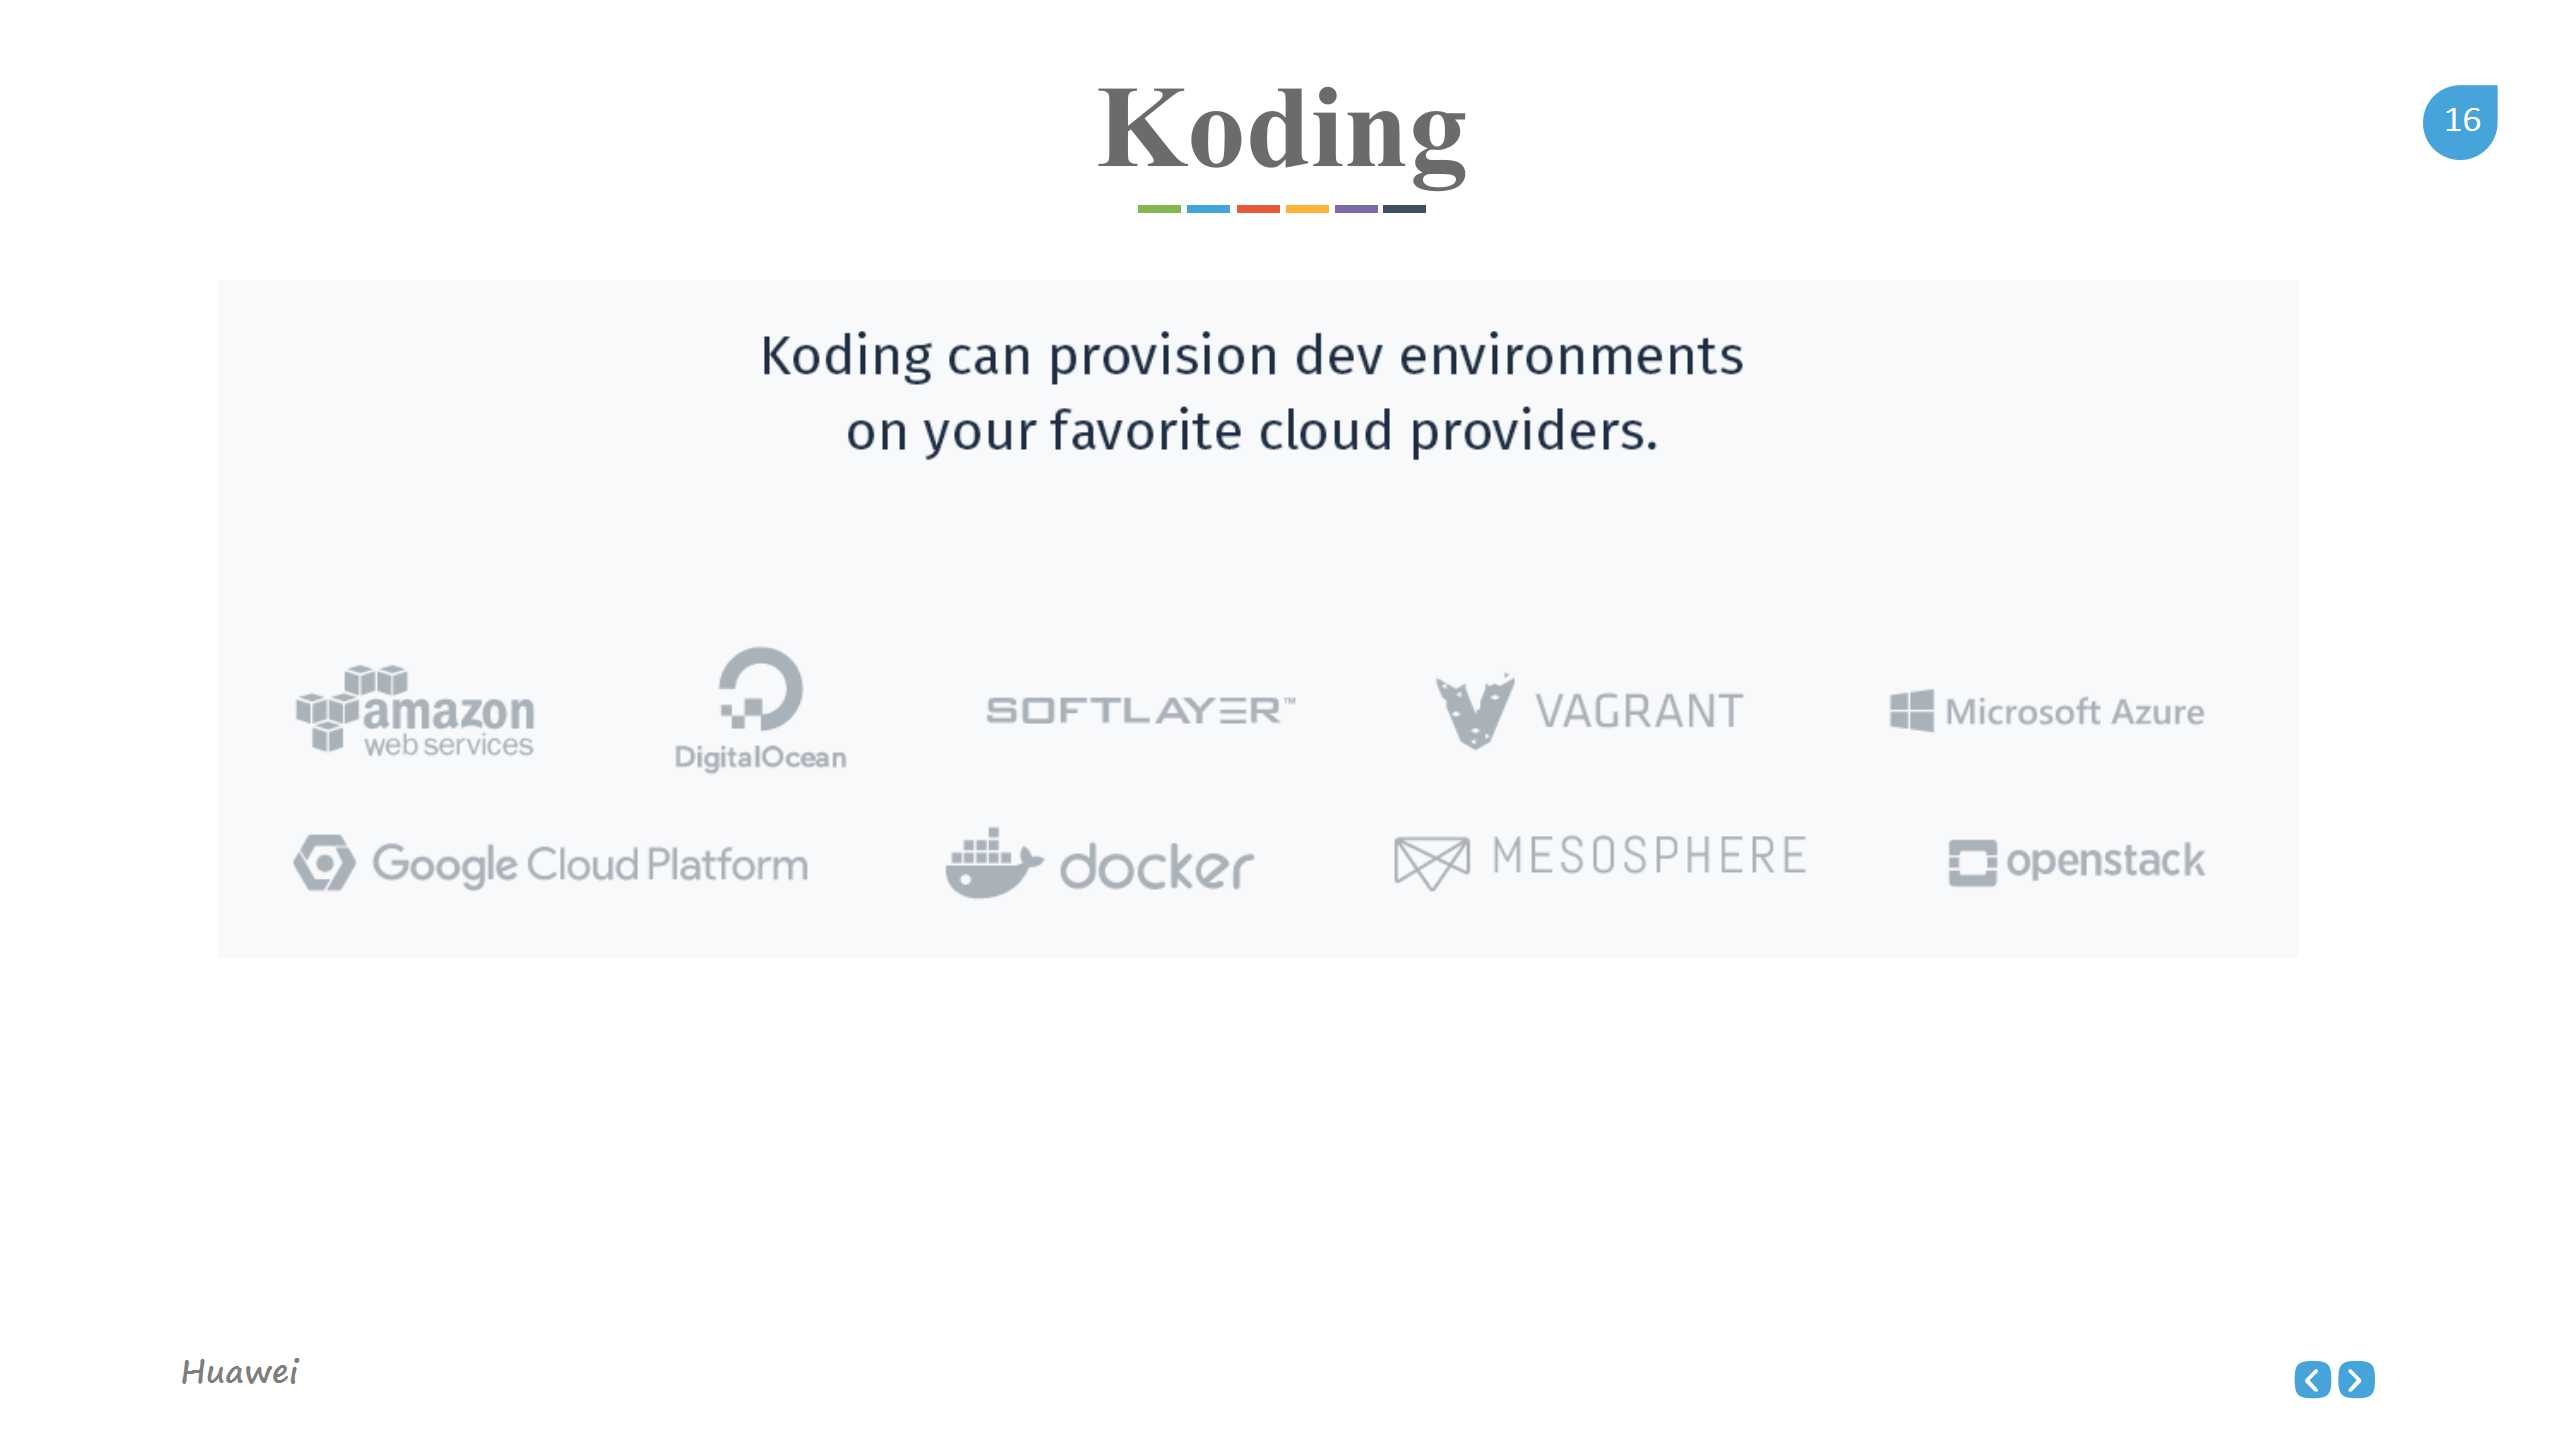 Koding
16
Koding can provision dev environments
on your favorite cloud providers.
amazon
web services
DigitalOcean
SOFTLAYER™
VAGRANT
Microsoft Azure
Google Cloud Platform
docker
MESOSPHERE
openstack
Huawei